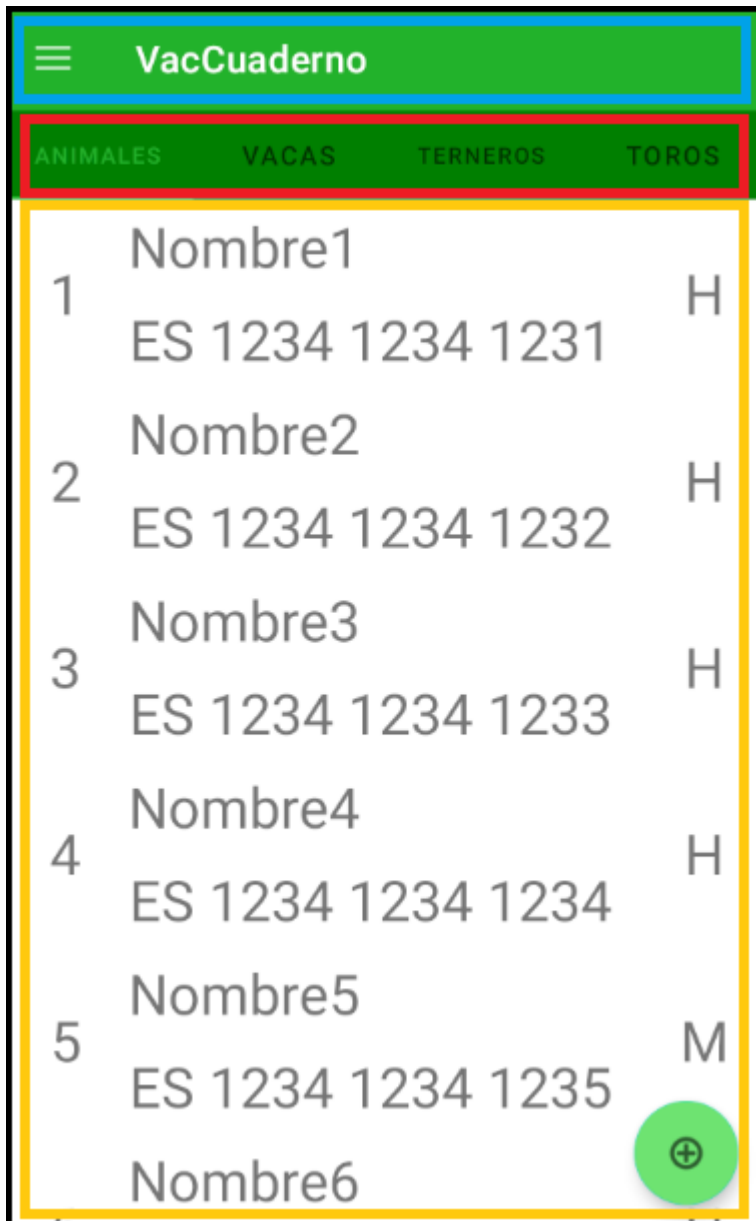 VacCuaderno
ANIMALES VACAS TERNEROS TOROS
Nombre1
1 H
ES 1234 1234 1231
Nombre2
2 H
ES 1234 1234 1232
Nombre3
3 H
ES 1234 1234 1233
Nombre4
4 H
ES 1234 1234 1234
Nombre5
5 M
ES 1234 1234 1235
Nombre6